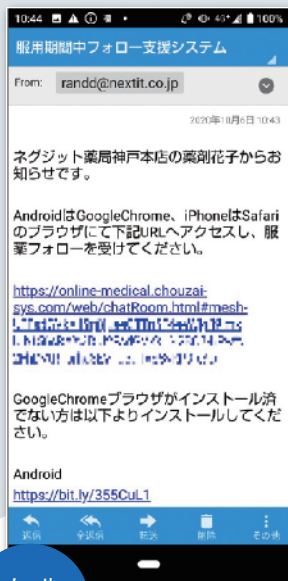 10:44
100%
服用期間中フォロー支援システム
From: randd@nextit.co.jp
2020年10月6日 10:43
ネグジット薬局神戸本店の薬剤花子からお
知らせです。
AndroidはGoogleChrome、iPhoneはSafari
のブラウザにて下記URLへアクセスし、服
薬フォローを受けてください。
https://online-medical.chouzai-
sys.com/web/chatRoom.html#mesh-
GoogleChromeブラウザがインストール済
でない方は以下よりインストールしてくだ
さい。
Android
https://bit.ly/355CuL1
返信 全返信 転送 削除 その他